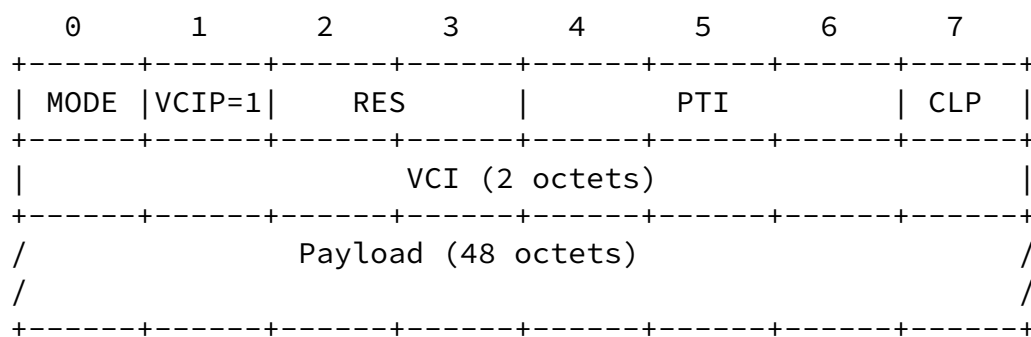 0 1 2 3 4 5 6 7
+------+------+------+------+------+------+------+------+
| MODE |VCIP=1| RES | PTI | CLP |
+------+------+------+------+------+------+------+------+
| VCI (2 octets) |
+------+------+------+------+------+------+------+------+
/ Payload (48 octets) /
/ /
+------+------+------+------+------+------+------+------+